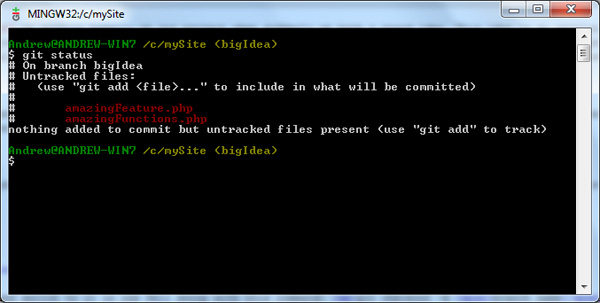 MINGW32:/c/mySite
Andrew@ANDREW-WIN7 /c/mySite (bigIdea)
$ git status
# On branch bigIdea
# Untracked files:
#   (use "git add <file>..." to include in what will be committed)
#
#       amazingFeature.php
#       amazingFunctions.php
nothing added to commit but untracked files present (use "git add" to track)
Andrew@ANDREW-WIN7 /c/mySite (bigIdea)
$